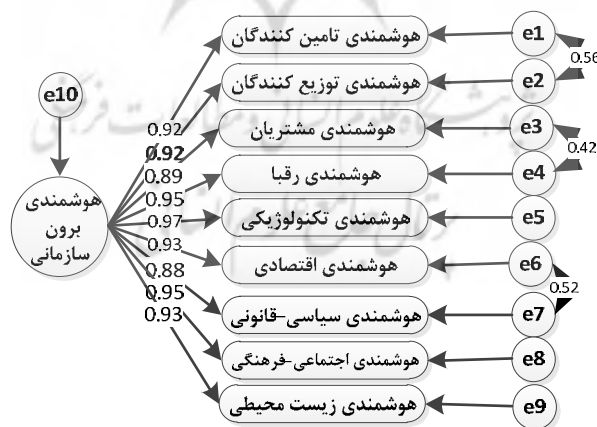 هوشمندی تامین کنندگان
e1
0.56
هوشمندی توزیع کنندگان
e2
e10
هوشمندی مشتریان
e3
0.92
0.92
0.42
0.89
هوشمندی رقبا
e4
0.95
هوشمندی
برون
سازمانی
0.97
هوشمندی تکنولوژیکی
e5
0.93
هوشمندی اقتصادی
e6
0.88
0.52
0.95
0.93
هوشمندی سیاسی-قانونی
e7
هوشمندی اجتماعی-فرهنگی
e8
هوشمندی زیست محیطی
e9